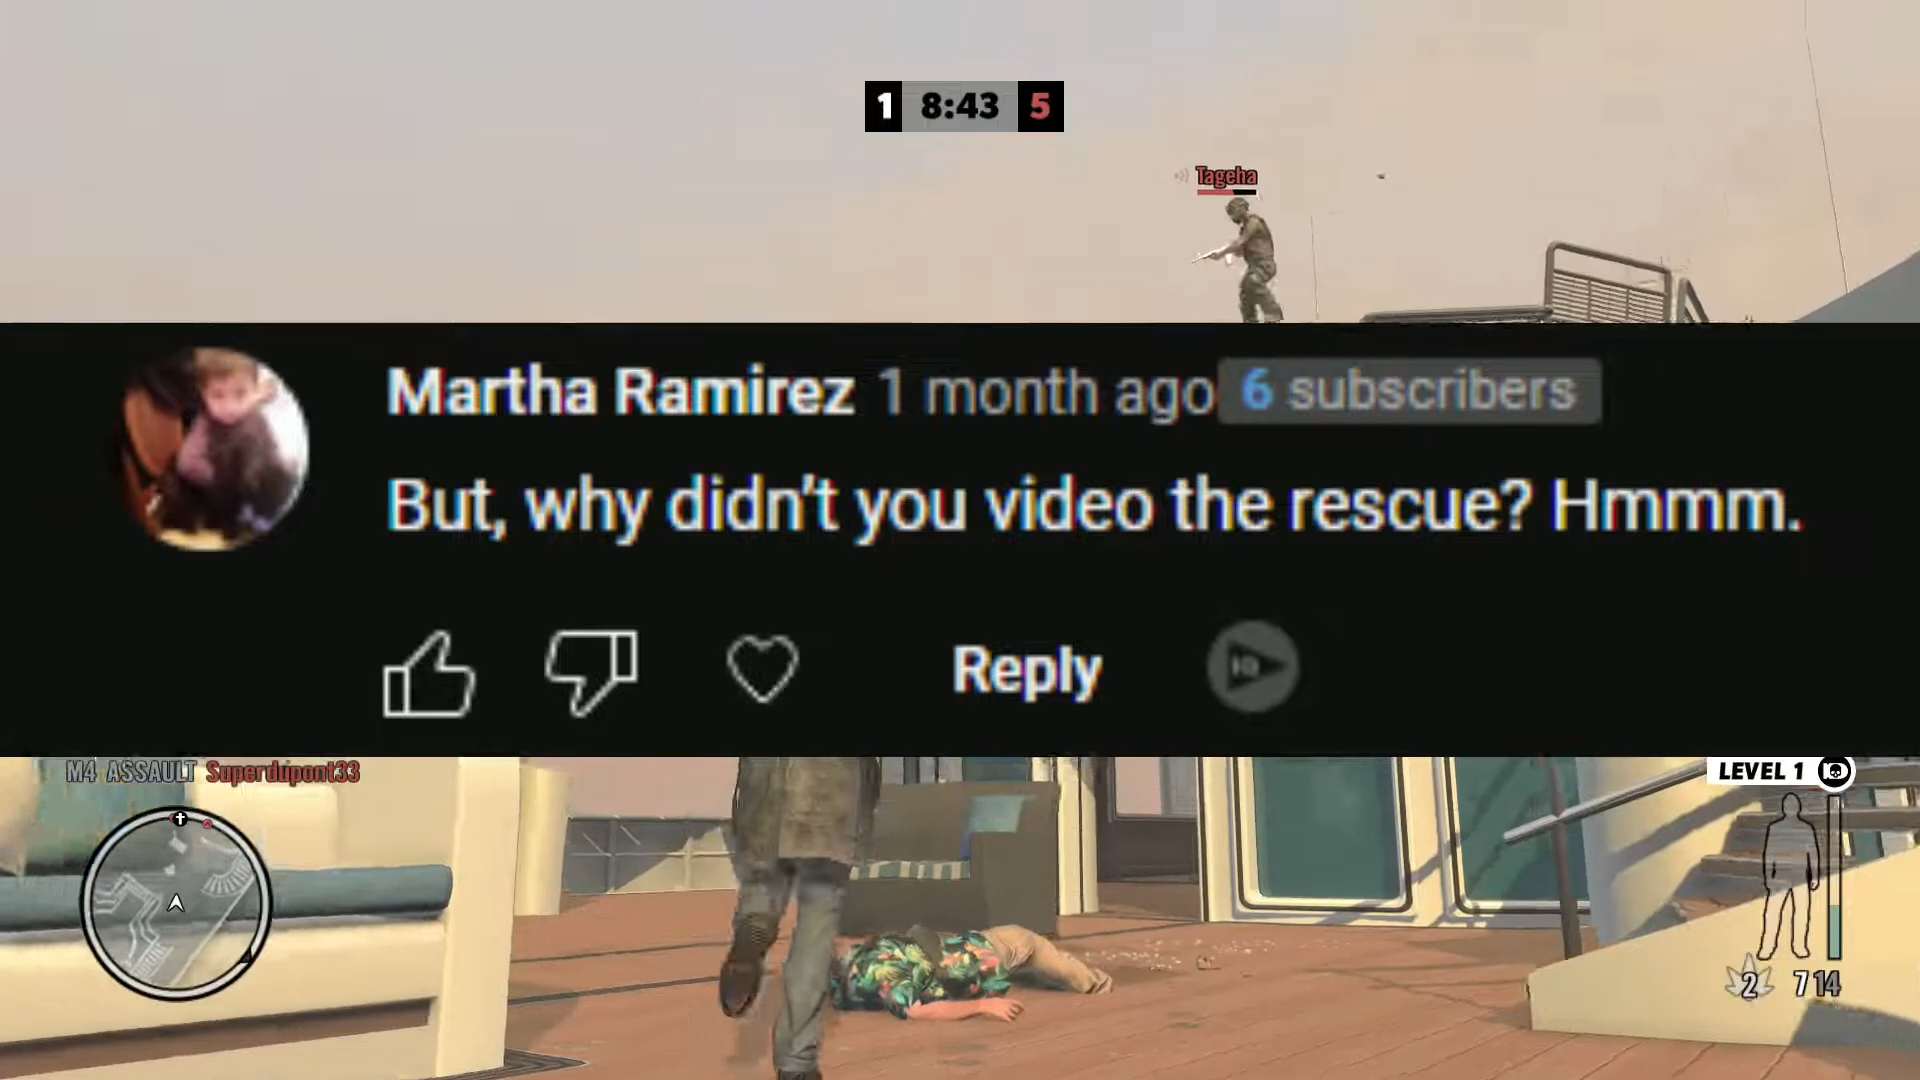 1 8:43 5
Tageha
Martha Ramirez 1 month ago 6 subscribers
But, why didn't you video the rescue? Hmmm.
Reply
M4 ASSAULT Superdupont33
LEVEL 1
2 7 14